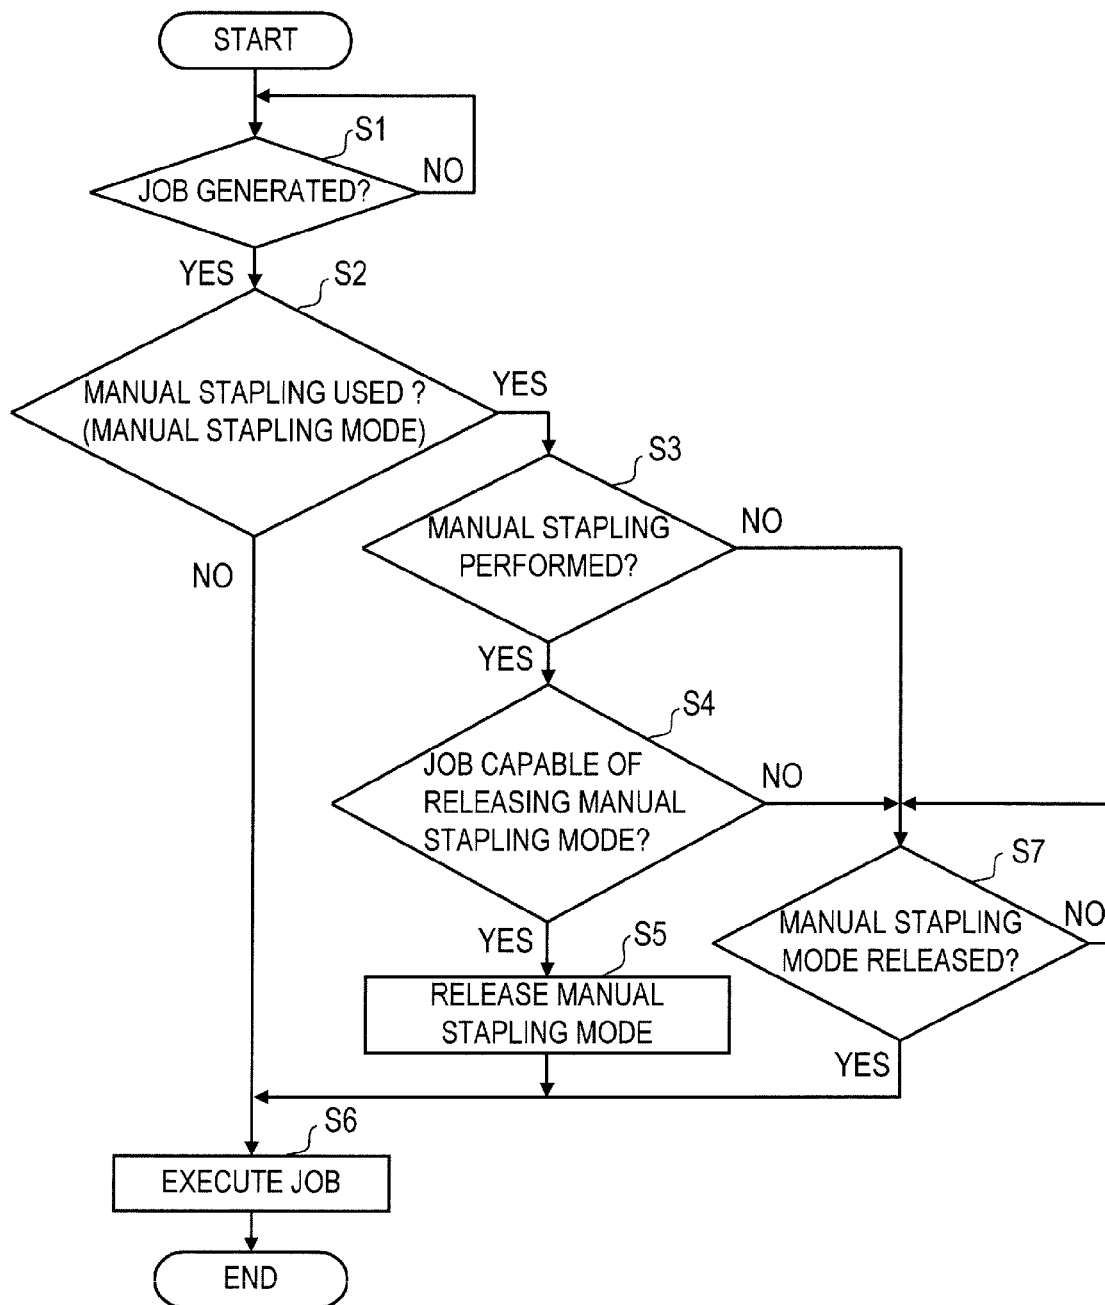 START
S1
JOB GENERATED?
NO
YES
S2
MANUAL STAPLING USED ?
(MANUAL STAPLING MODE)
YES
NO
S3
MANUAL STAPLING
PERFORMED?
NO
YES
S4
JOB CAPABLE OF
RELEASING MANUAL
STAPLING MODE?
NO
YES
S7
MANUAL STAPLING
MODE RELEASED?
NO
YES
S5
RELEASE MANUAL
STAPLING MODE
S6
EXECUTE JOB
END